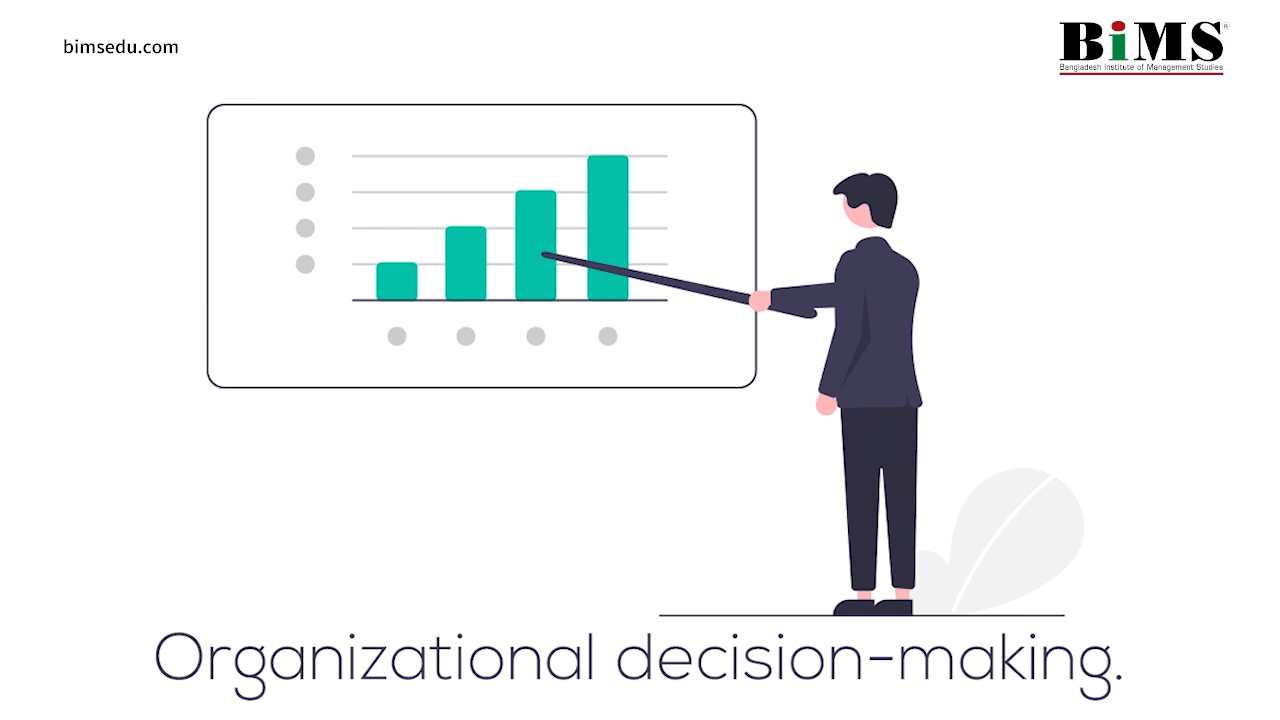 bimsedu.com
BiMS®
Bangladesh Institute of Management Studies
Organizational decision-making.